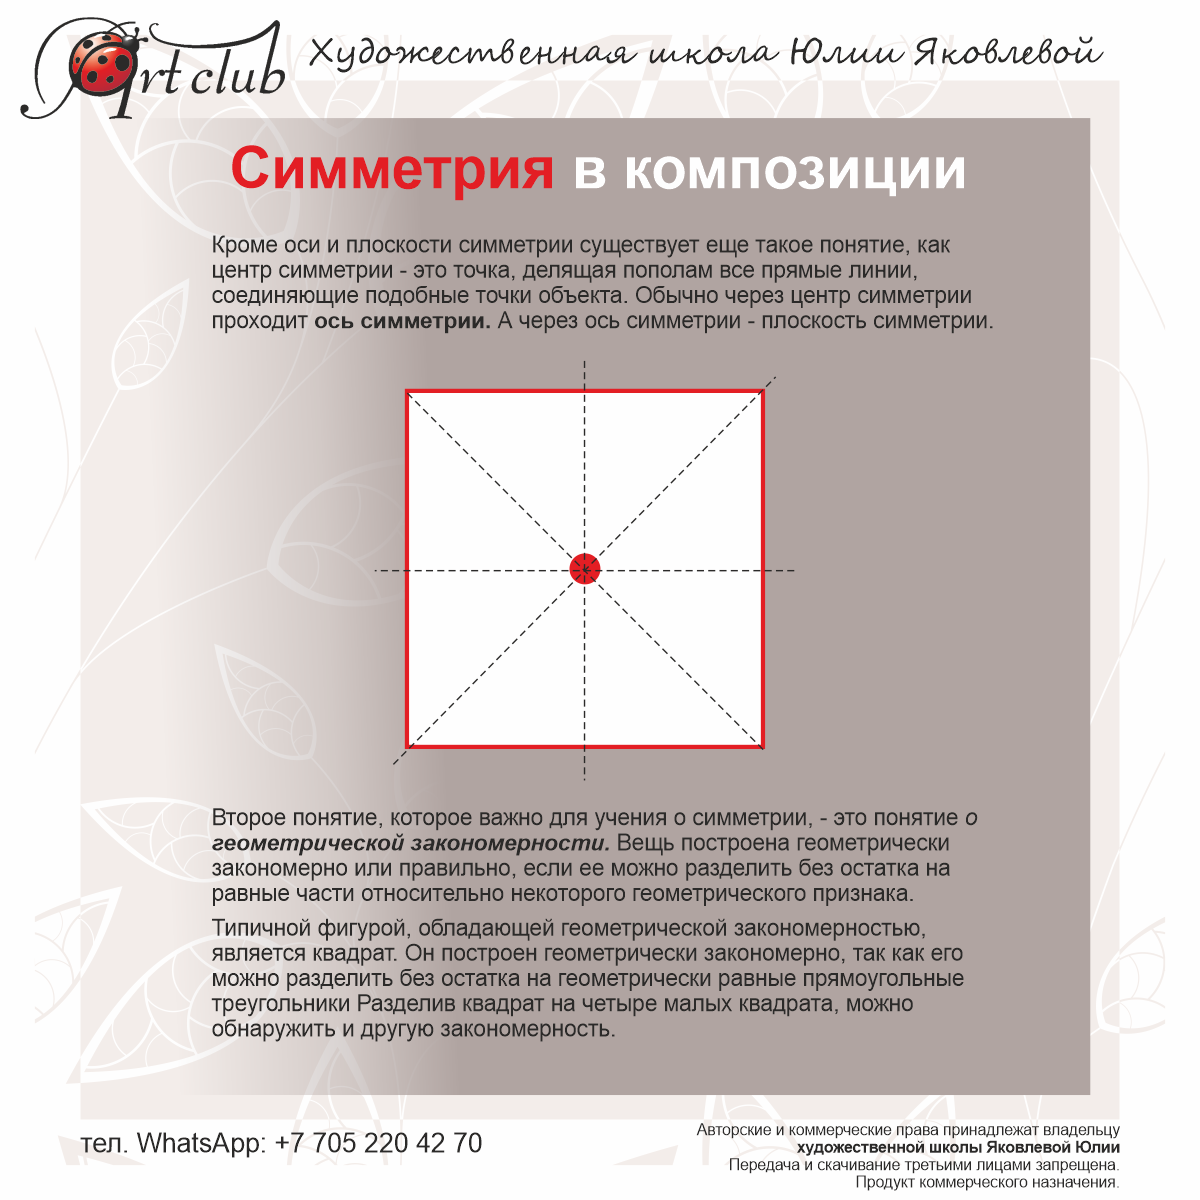 Art club
Художественная школа Юлии Яковлевой
Симметрия в композиции
Кроме оси и плоскости симметрии существует еще такое понятие, как
центр симметрии - это точка, делящая пополам все прямые линии,
соединяющие подобные точки объекта. Обычно через центр симметрии
проходит ось симметрии. А через ось симметрии - плоскость симметрии.
Второе понятие, которое важно для учения о симметрии, - это понятие о
геометрической закономерности. Вещь построена геометрически
закономерно или правильно, если ее можно разделить без остатка на
равные части относительно некоторого геометрического признака.
Типичной фигурой, обладающей геометрической закономерностью,
является квадрат. Он построен геометрически закономерно, так как его
можно разделить без остатка на геометрически равные прямоугольные
треугольники Разделив квадрат на четыре малых квадрата, можно
обнаружить и другую закономерность.
тел. WhatsApp: +7 705 220 42 70
Авторские и коммерческие права принадлежат владельцу
художественной школы Яковлевой Юлии
Передача и скачивание третьими лицами запрещена.
Продукт коммерческого назначения.